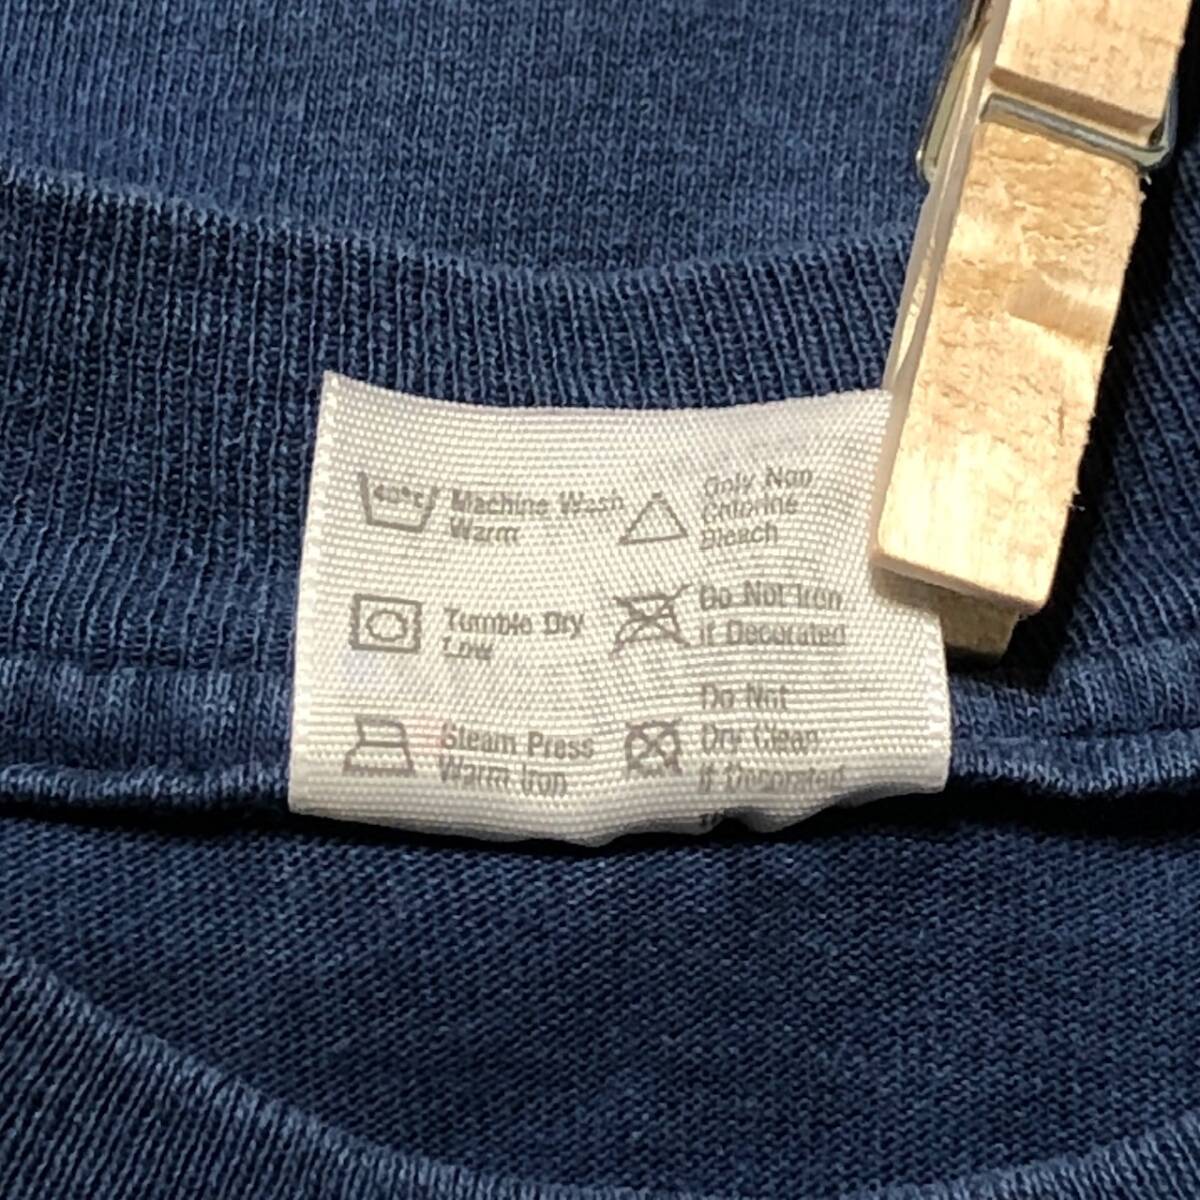 40°C Machine Wash
Warm
Only Non
Chlorine
Bleach
Tumble Dry
Low
Do Not Iron
if Decorated
Steam Press
Warm Iron
Do Not
Dry Clean
if Decorated